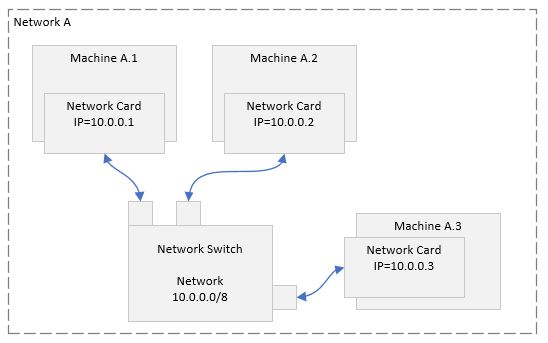 Network A
Machine A.1
Network Card
IP=10.0.0.1
Machine A.2
Network Card
IP=10.0.0.2
Network Switch
Network
10.0.0.0/8
Machine A.3
Network Card
IP=10.0.0.3